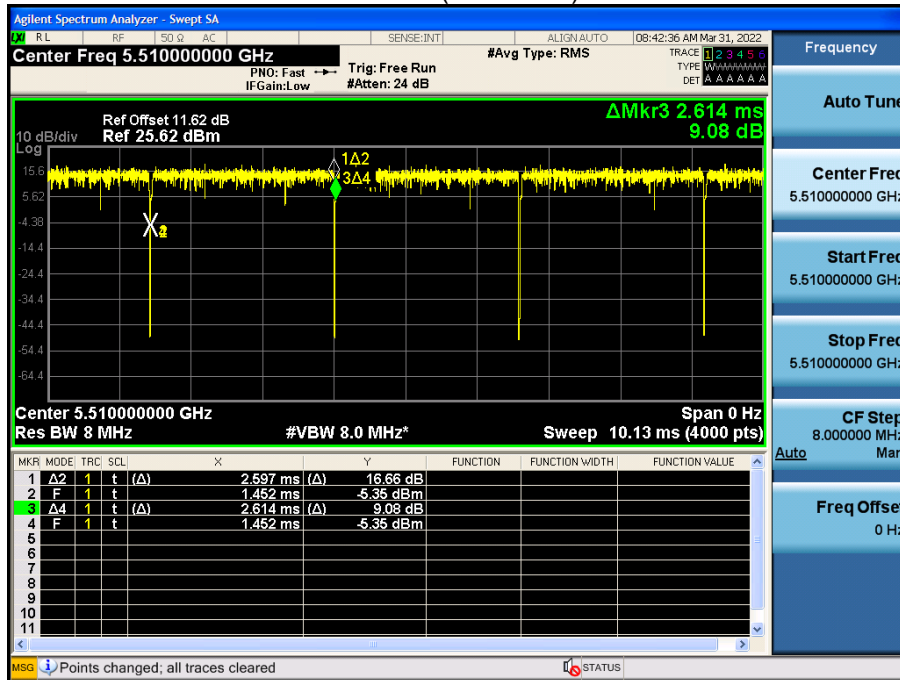 Agilent Spectrum Analyzer - Swept SA
LXI RL RF 50 Ω AC SENSE:INT ALIGN AUTO 08:42:36 AM Mar 31, 2022
Center Freq 5.510000000 GHz #Avg Type: RMS TRACE 1 2 3 4 5 6
PNO: Fast Trig: Free Run TYPE WWWWWW
IFGain:Low #Atten: 24 dB DET A A A A A A
Ref Offset 11.62 dB
10 dB/div Ref 25.62 dBm
Log
ΔMkr3 2.614 ms
9.08 dB
1Δ2
3Δ4
15.6
5.62
-4.38
2
-14.4
-24.4
-34.4
-44.4
-54.4
-64.4
Center 5.510000000 GHz Span 0 Hz
Res BW 8 MHz #VBW 8.0 MHz* Sweep 10.13 ms (4000 pts)
MKR MODE TRC SCL X Y FUNCTION FUNCTION WIDTH FUNCTION VALUE
1 Δ2 1 t (Δ) 2.597 ms (Δ) 16.66 dB
2 F 1 t 1.452 ms -5.35 dBm
3 Δ4 1 t (Δ) 2.614 ms (Δ) 9.08 dB
4 F 1 t 1.452 ms -5.35 dBm
5
6
7
8
9
10
11
MSG Points changed; all traces cleared STATUS
Frequency
Auto Tune
Center Freq
5.510000000 GHz
Start Freq
5.510000000 GHz
Stop Freq
5.510000000 GHz
CF Step
8.000000 MHz
Auto Man
Freq Offset
0 Hz